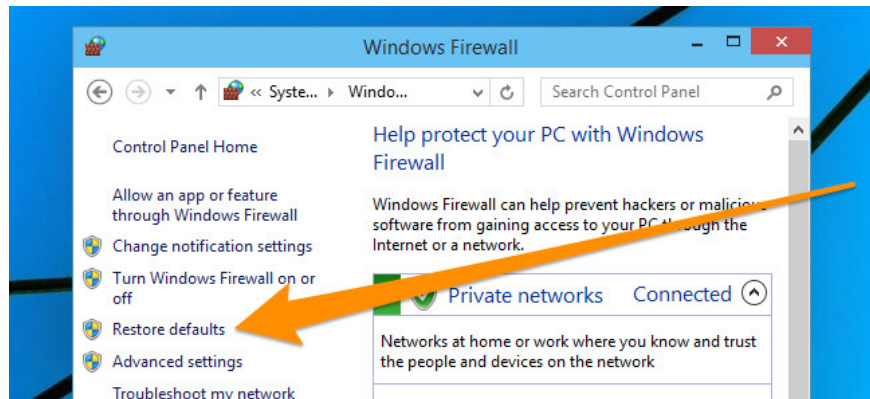 Windows Firewall
« Syste... Windo... Search Control Panel
Control Panel Home
Allow an app or feature
through Windows Firewall
Change notification settings
Turn Windows Firewall on or
off
Restore defaults
Advanced settings
Troubleshoot my network
Help protect your PC with Windows
Firewall
Windows Firewall can help prevent hackers or malicious
software from gaining access to your PC through the
Internet or a network.
Private networks Connected
Networks at home or work where you know and trust
the people and devices on the network